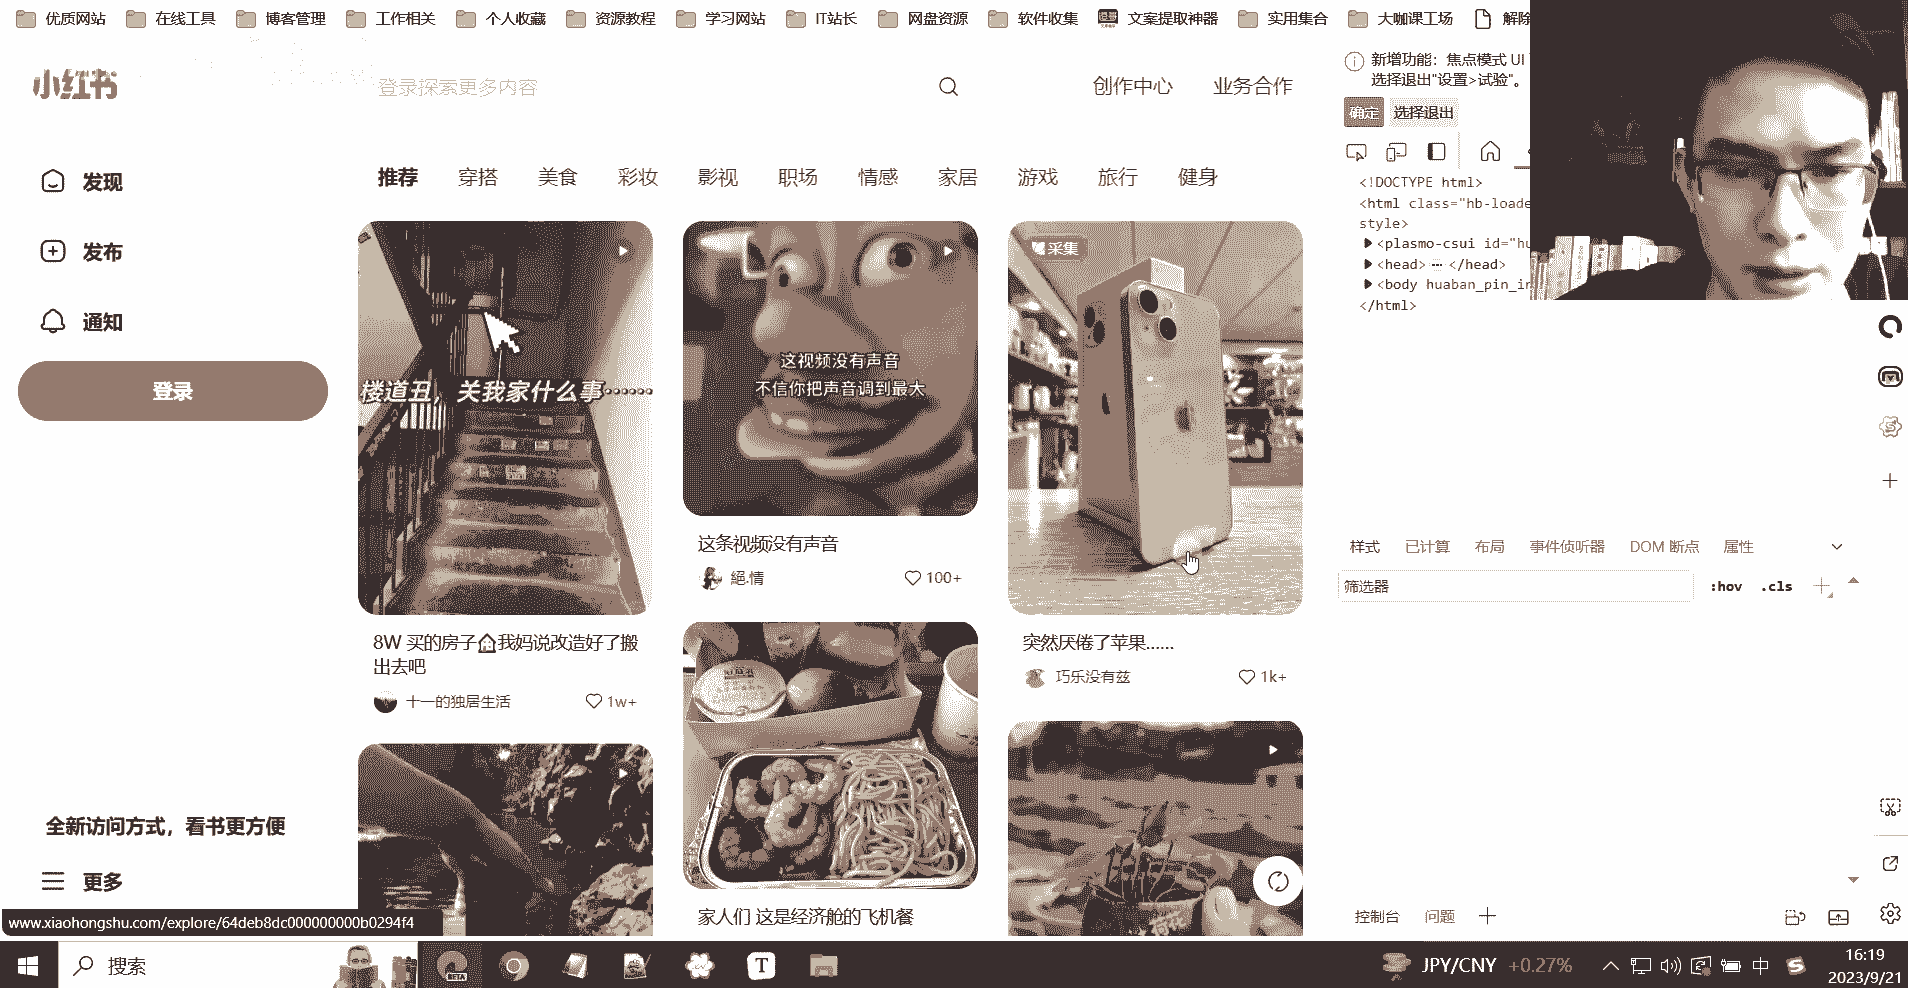 优质网站 在线工具 博客管理 工作相关 个人收藏 资源教程 学习网站 IT站长 网盘资源 软件收集 文案提取神器 实用集合 大咖课工场 解除
小红书
登录探索更多内容
创作中心 业务合作
新增功能：焦点模式 UI
选择退出"设置>试验"。
确定 选择退出
发现
发布
通知
登录
推荐 穿搭 美食 彩妆 影视 职场 情感 家居 游戏 旅行 健身
<!DOCTYPE html>
<html class="hb-loade
style>
<plasmo-csui id="hu
<head> ⋯ </head>
<body huaban_pin_in
</html>
楼道丑，关我家什么事⋯⋯
8W 买的房子🏠我妈说改造好了搬
出去吧
十一的独居生活 1w+
这视频没有声音
不信你把声音调到最大
这条视频没有声音
絕.情 100+
采集
突然厌倦了苹果......
巧乐没有兹 1k+
家人们 这是经济舱的飞机餐
样式 已计算 布局 事件侦听器 DOM 断点 属性
筛选器 :hov .cls
控制台 问题
全新访问方式，看书更方便
更多
www.xiaohongshu.com/explore/64deb8dc000000000b0294f4
搜索
BETA
T
JPY/CNY +0.27%
中
16:19
2023/9/21